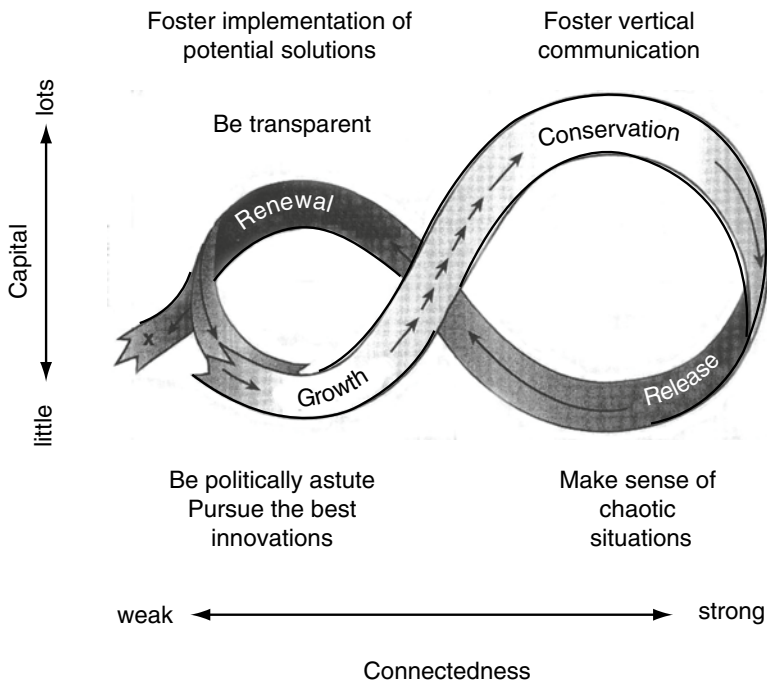 Foster implementation of
potential solutions
Foster vertical
communication
lots
Be transparent
Conservation
Renewal
Capital
x
Growth
Release
little
Be politically astute
Pursue the best
innovations
Make sense of
chaotic
situations
weak
strong
Connectedness